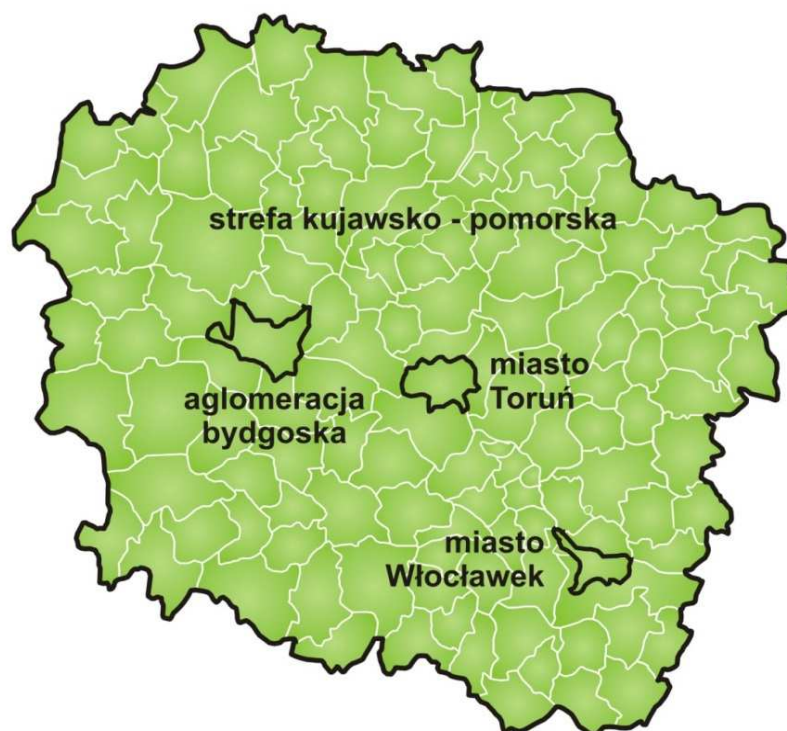 strefa kujawsko - pomorska
miasto
Toruń
aglomeracja
bydgoska
miasto
Włocławek